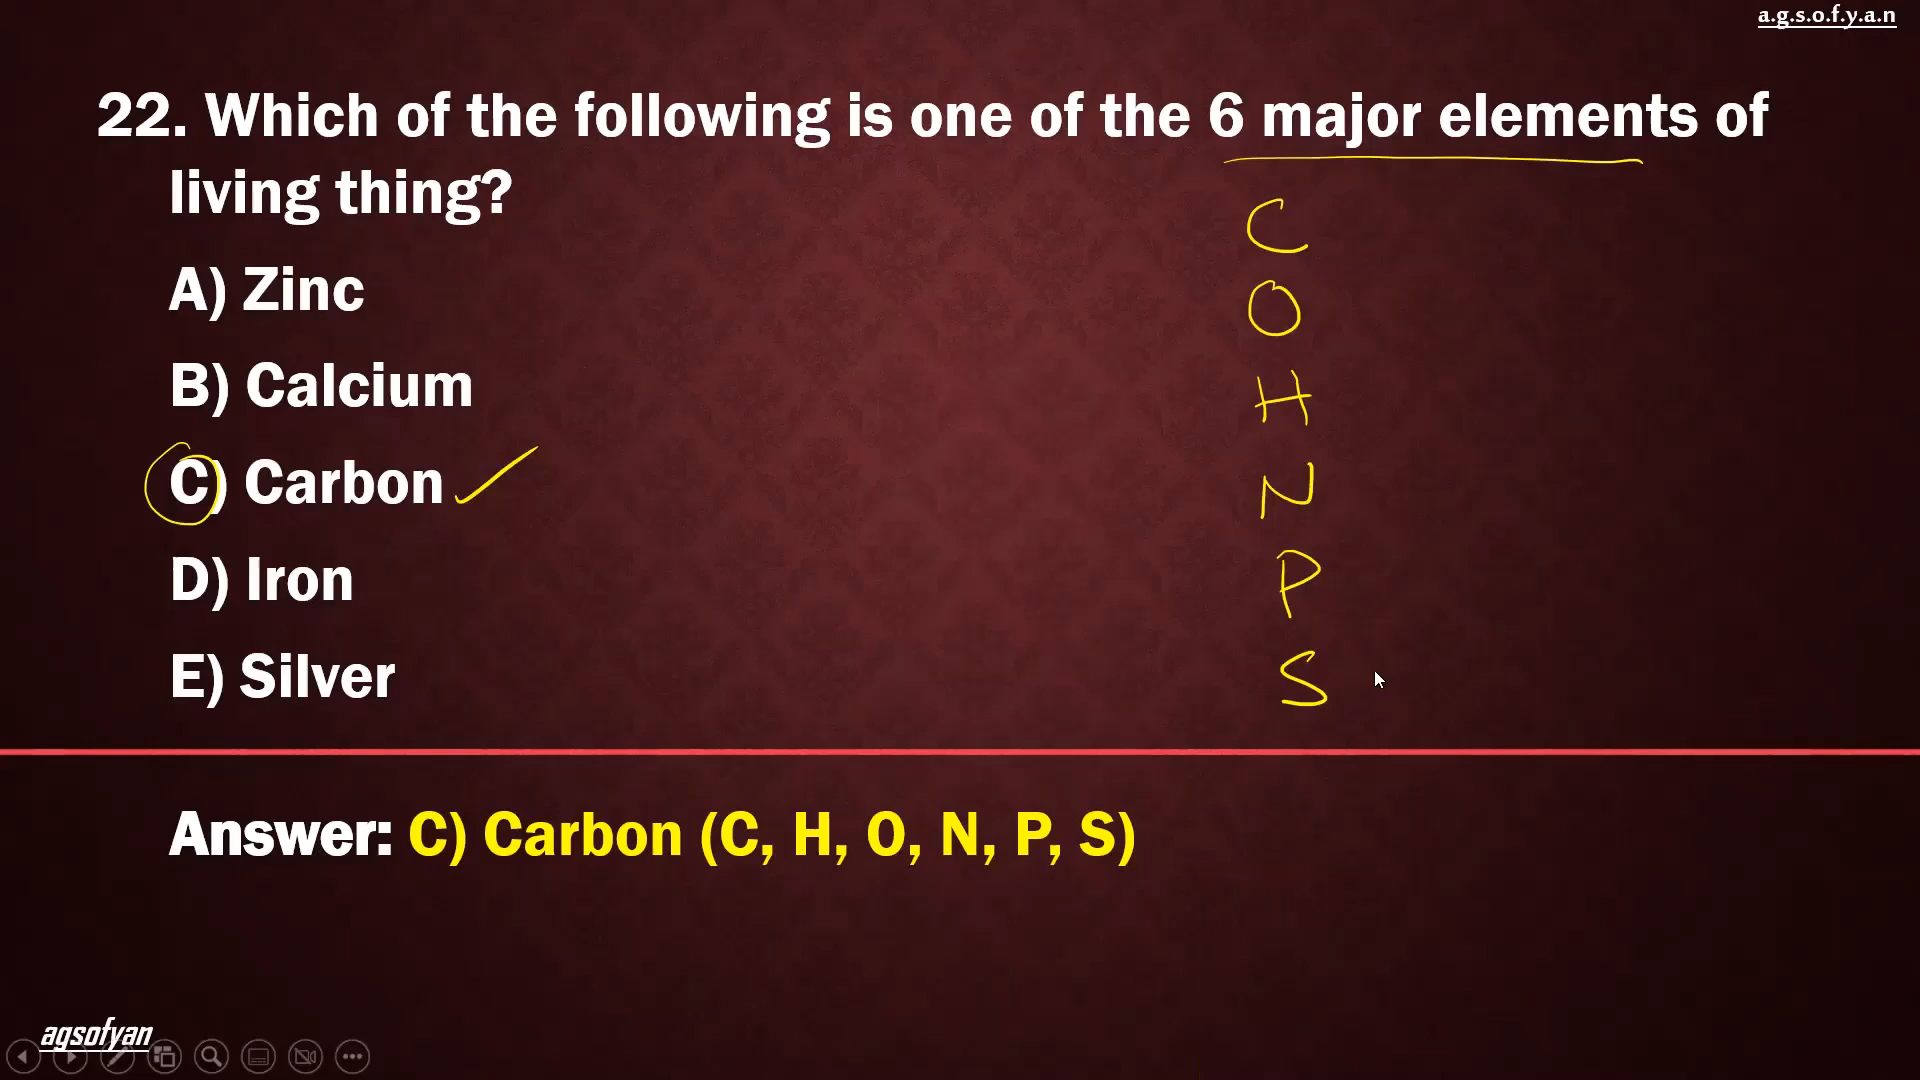 a.g.s.o.f.y.a.n
22. Which of the following is one of the 6 major elements of
living thing?
A) Zinc
B) Calcium
C) Carbon
D) Iron
E) Silver
C
O
H
N
P
S
Answer: C) Carbon (C, H, O, N, P, S)
agsofyan